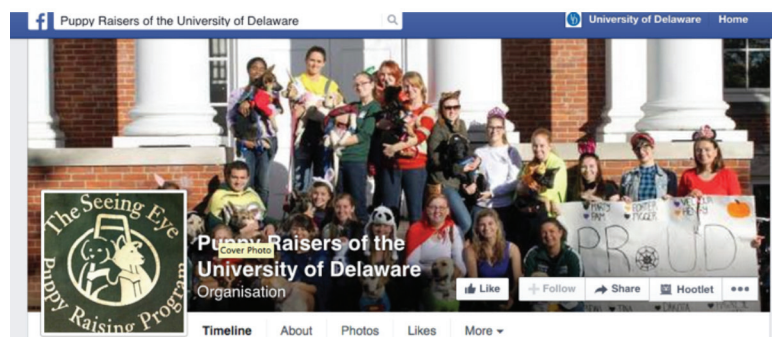 f Puppy Raisers of the University of Delaware
UD University of Delaware Home
The Seeing Eye
Puppy Raising Program
Puppy Raisers of the
Cover Photo
University of Delaware
Organisation
Like Follow Share Hootlet
PROUD
Timeline About Photos Likes More